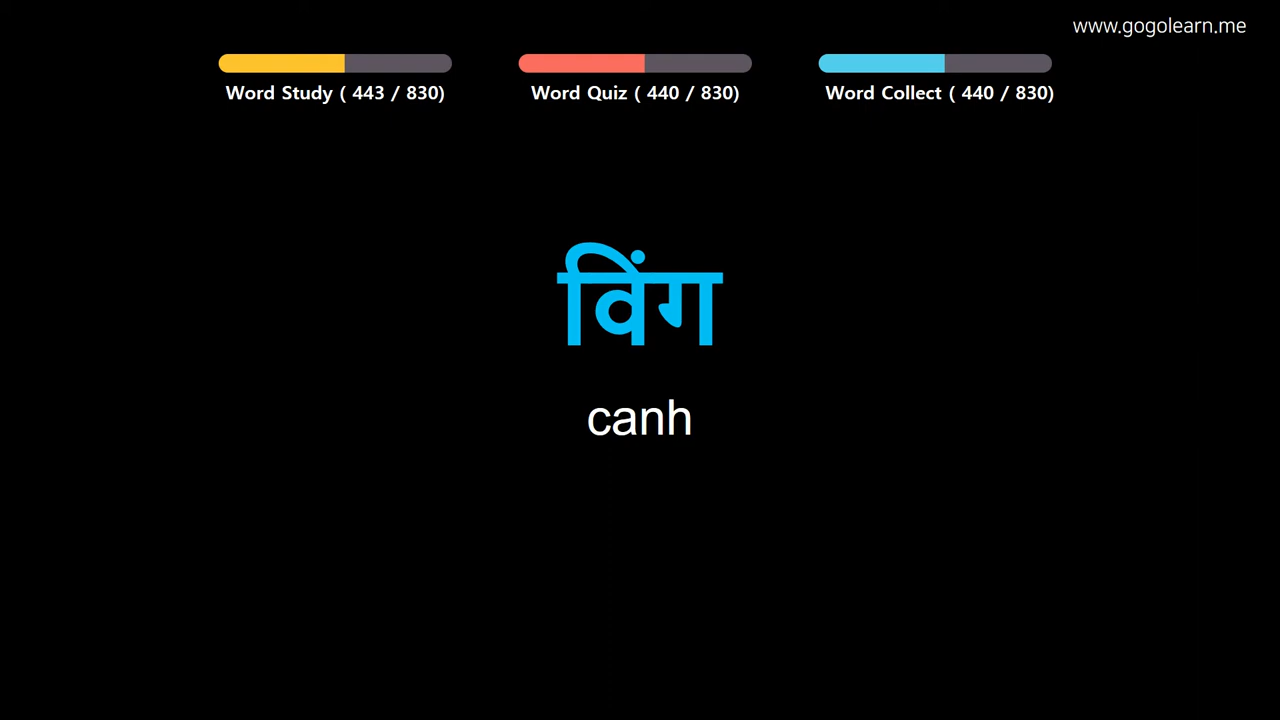 www.gogolearn.me
Word Study ( 443 / 830)
Word Quiz ( 440 / 830)
Word Collect ( 440 / 830)
विंग
canh